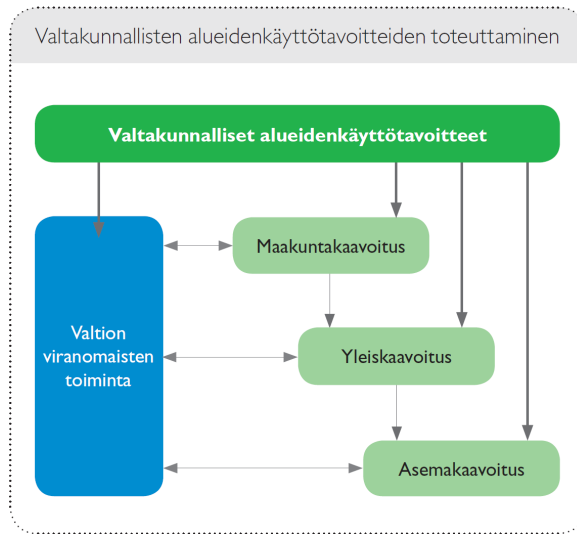 Valtakunnallisten alueidenkäyttötavoitteiden toteuttaminen
Valtakunnalliset alueidenkäyttötavoitteet
Maakuntakaavoitus
Valtion
viranomaisten
toiminta
Yleiskaavoitus
Asemakaavoitus